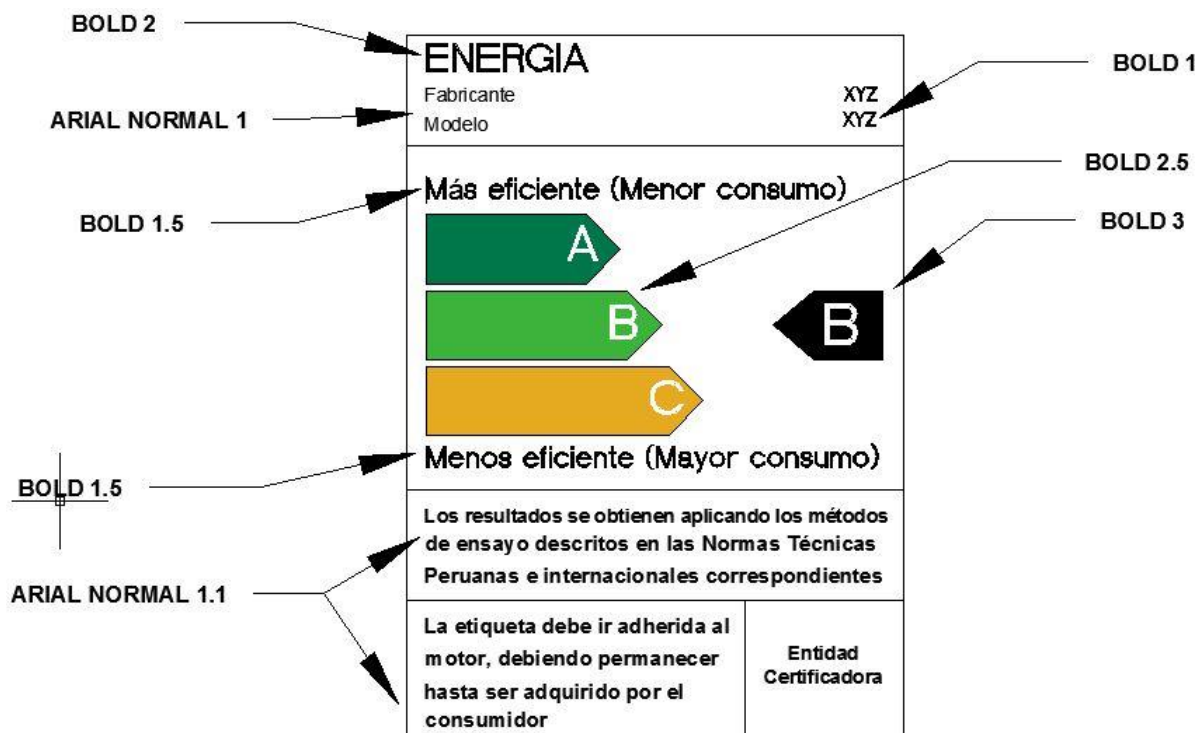 BOLD 2
ENERGIA
BOLD 1
Fabricante XYZ
ARIAL NORMAL 1
Modelo XYZ
BOLD 2.5
Más eficiente (Menor consumo)
BOLD 1.5
BOLD 3
A
B B
C
Menos eficiente (Mayor consumo)
BOLD 1.5
Los resultados se obtienen aplicando los métodos
de ensayo descritos en las Normas Técnicas
Peruanas e internacionales correspondientes
ARIAL NORMAL 1.1
La etiqueta debe ir adherida al
motor, debiendo permanecer
hasta ser adquirido por el
consumidor
Entidad
Certificadora